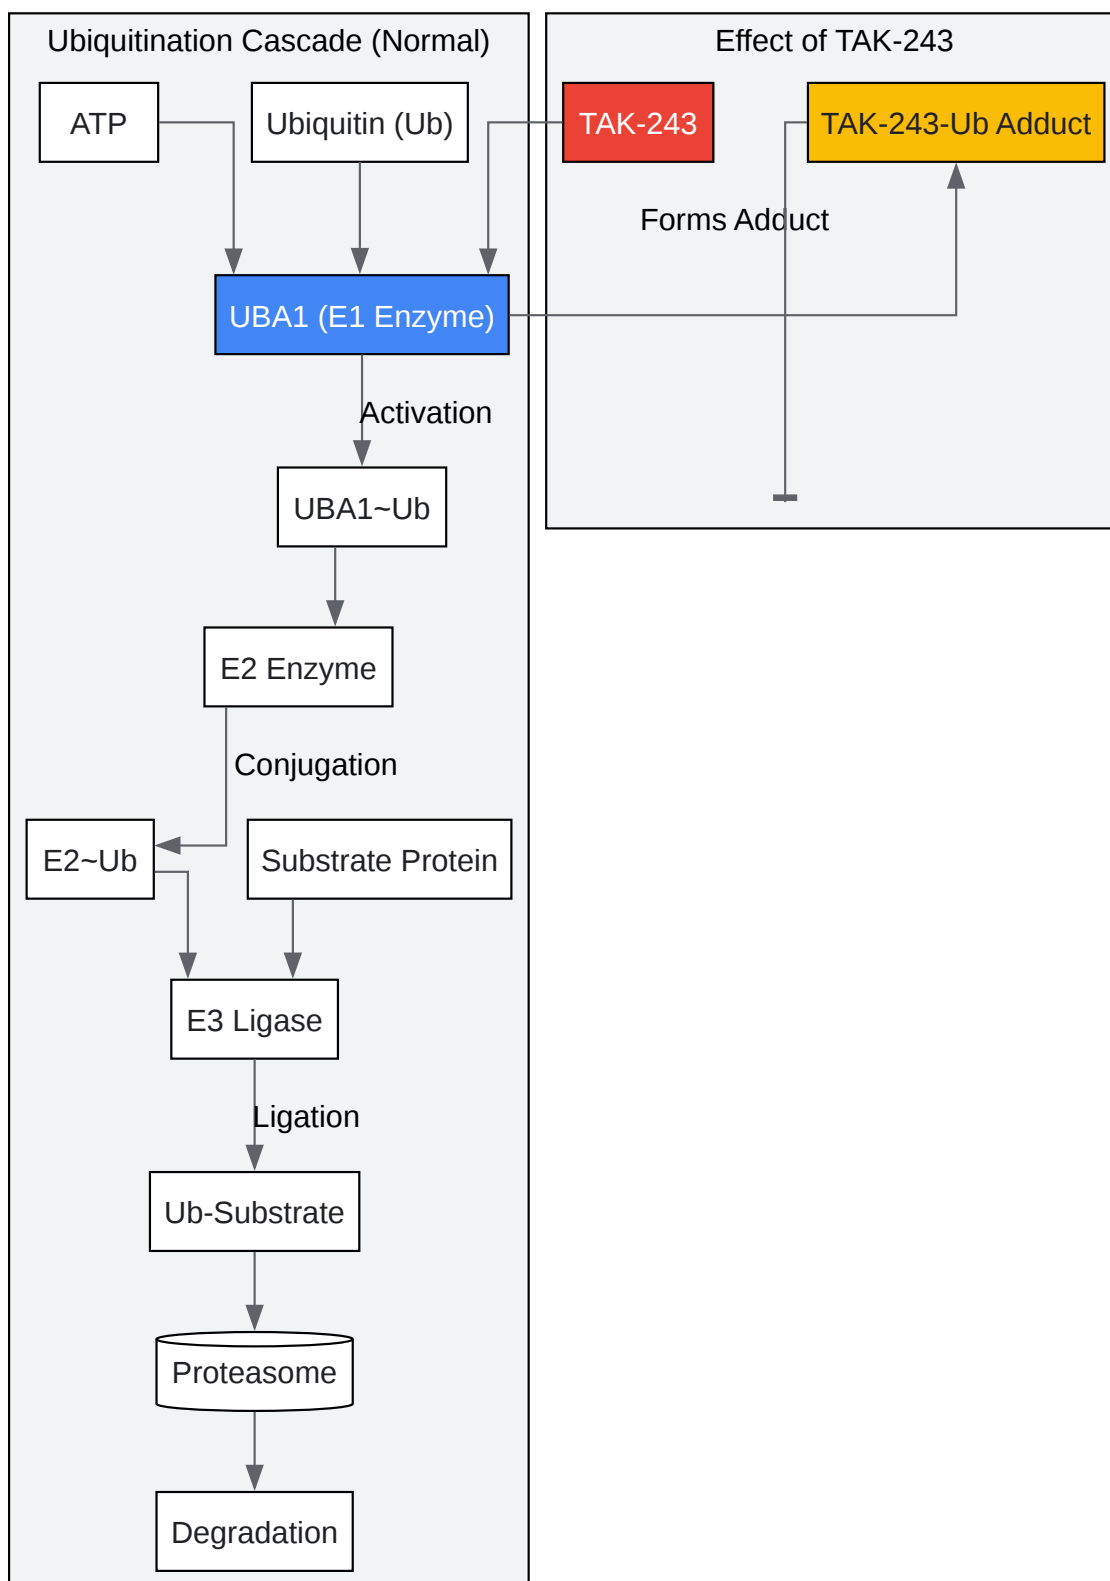 Ubiquitination Cascade (Normal)
Effect of TAK-243
ATP
Ubiquitin (Ub)
TAK-243
TAK-243-Ub Adduct
Forms Adduct
UBA1 (E1 Enzyme)
Activation
UBA1~Ub
E2 Enzyme
Conjugation
E2~Ub
Substrate Protein
E3 Ligase
Ligation
Ub-Substrate
Proteasome
Degradation